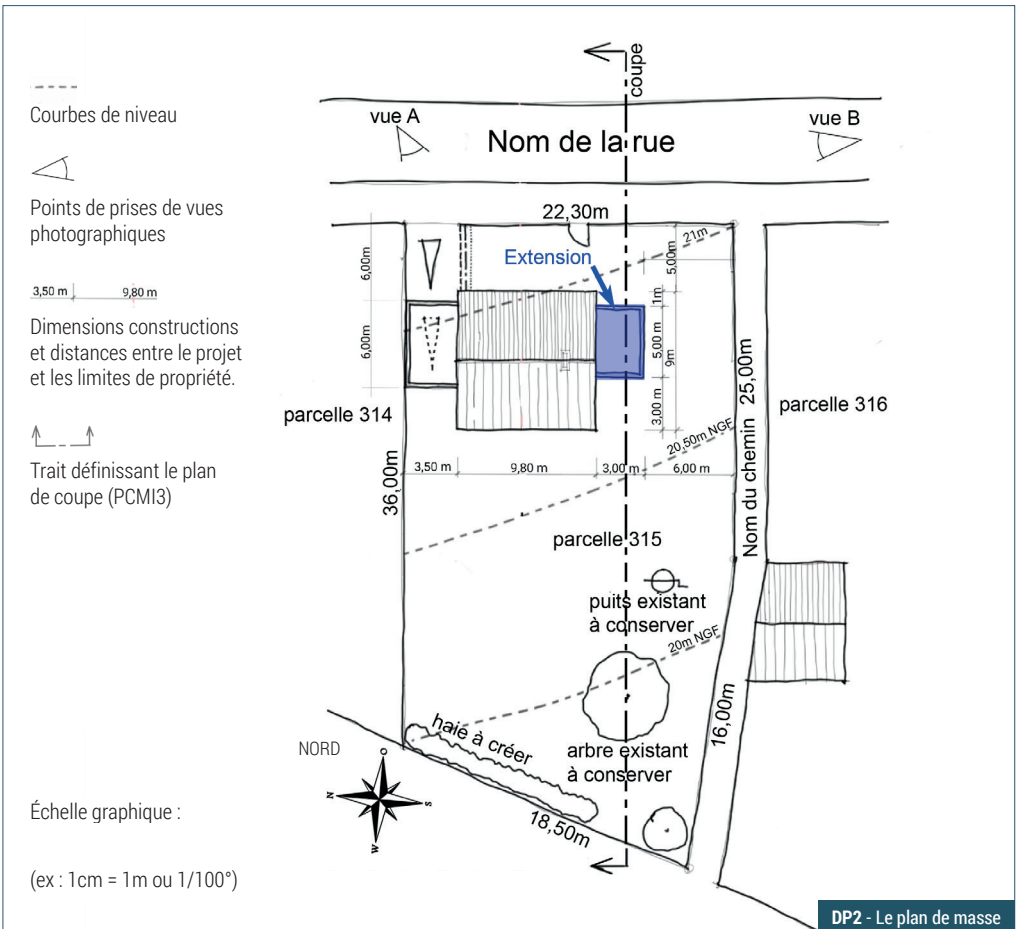 Courbes de niveau
Points de prises de vues
photographiques
3,50 m 9,80 m
Dimensions constructions
et distances entre le projet
et les limites de propriété.
Trait définissant le plan
de coupe (PCMI3)
NORD
O
N
S
W
Échelle graphique :
(ex : 1cm = 1m ou 1/100°)
coupe
vue A
vue B
Nom de la rue
22,30m
21m
Extension
6,00m
5,00m
1m
6,00m
5,00 m
9m
3,00 m
parcelle 314
25,00m
parcelle 316
20,50m NGF
3,50 m
9,80 m
3,00 m
6,00 m
36,00m
Nom du chemin
parcelle 315
puits existant
à conserver
20m NGF
16,00m
haie à créer
arbre existant
à conserver
18,50m
DP2 - Le plan de masse